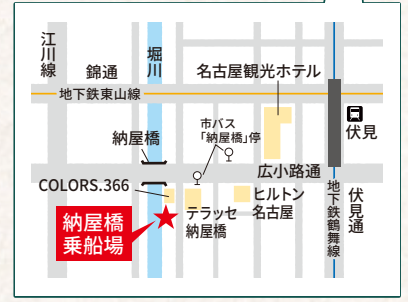 江川線
錦通
堀川
名古屋観光ホテル
地下鉄東山線
伏見
市バス
「納屋橋」停
納屋橋
広小路通
COLORS.366
ヒルトン
名古屋
テラッセ
納屋橋
地下鉄鶴舞線
伏見通
納屋橋
乗船場